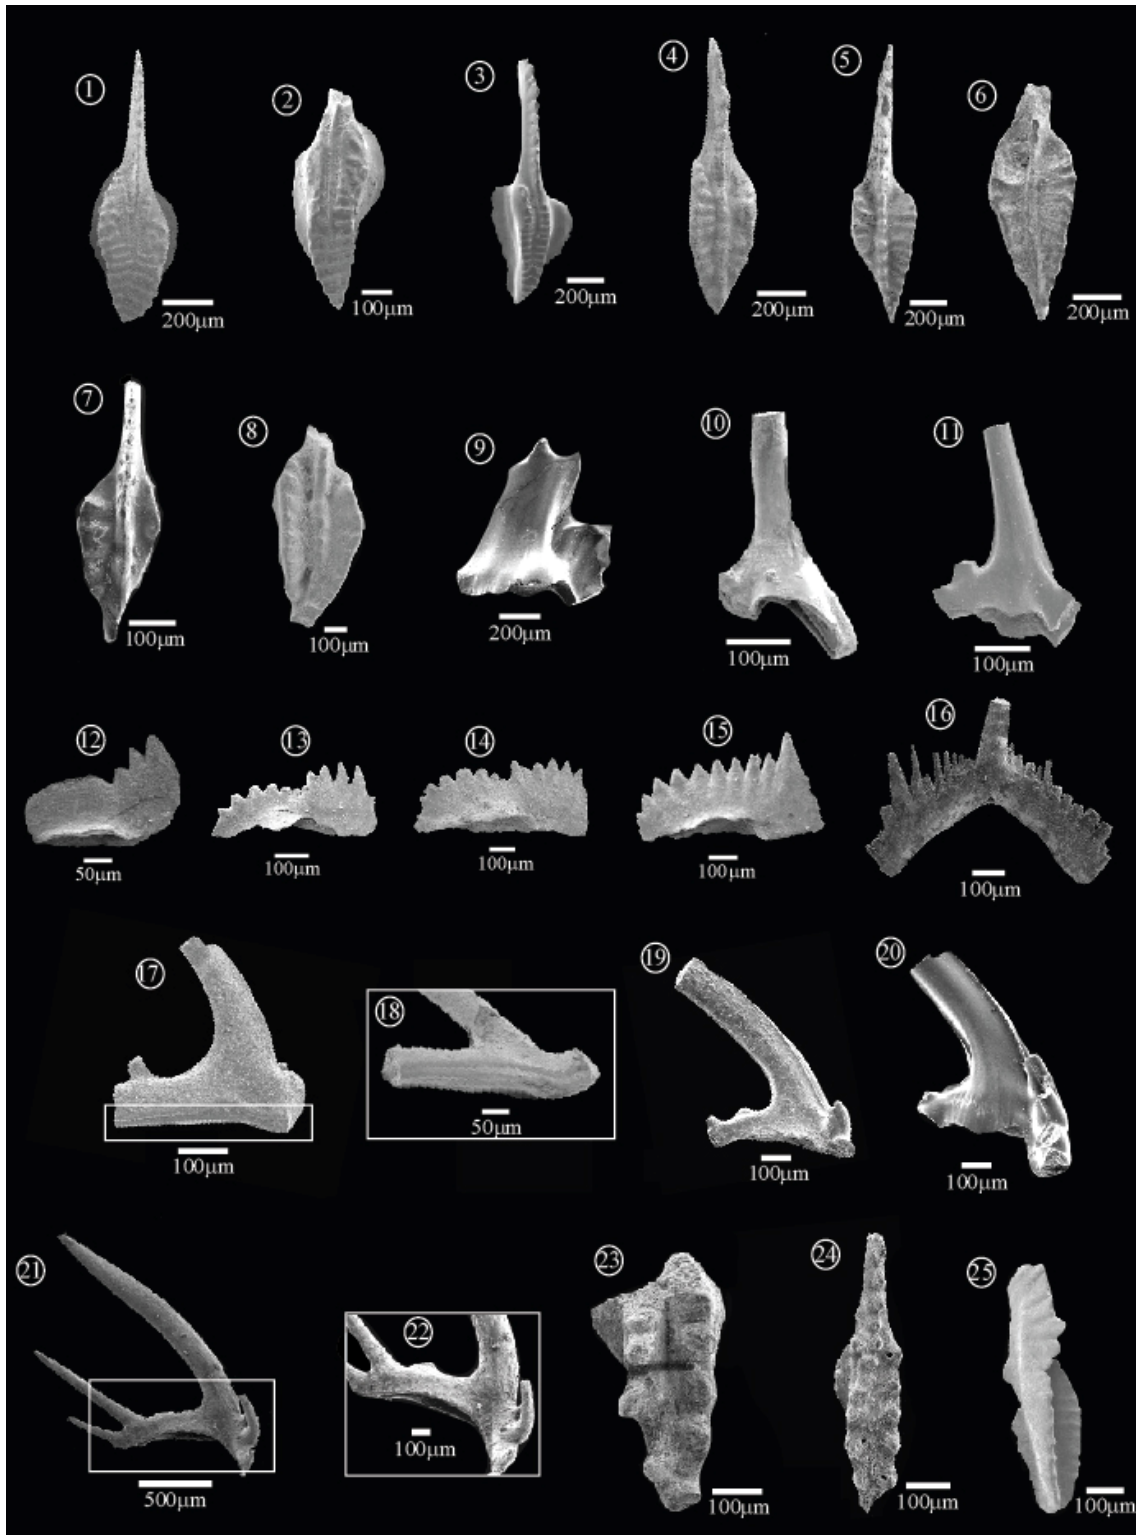 ① ② ③ ④ ⑤ ⑥
200µm 100µm 200µm 200µm 200µm 200µm
⑦ ⑧ ⑨ ⑩ ⑪
100µm 100µm 200µm 100µm 100µm
⑫ ⑬ ⑭ ⑮ ⑯
50µm 100µm 100µm 100µm 100µm
⑰ ⑱ ⑲ ⑳
100µm 50µm 100µm 100µm
㉑ ㉒ ㉓ ㉔ ㉕
500µm 100µm 100µm 100µm 100µm